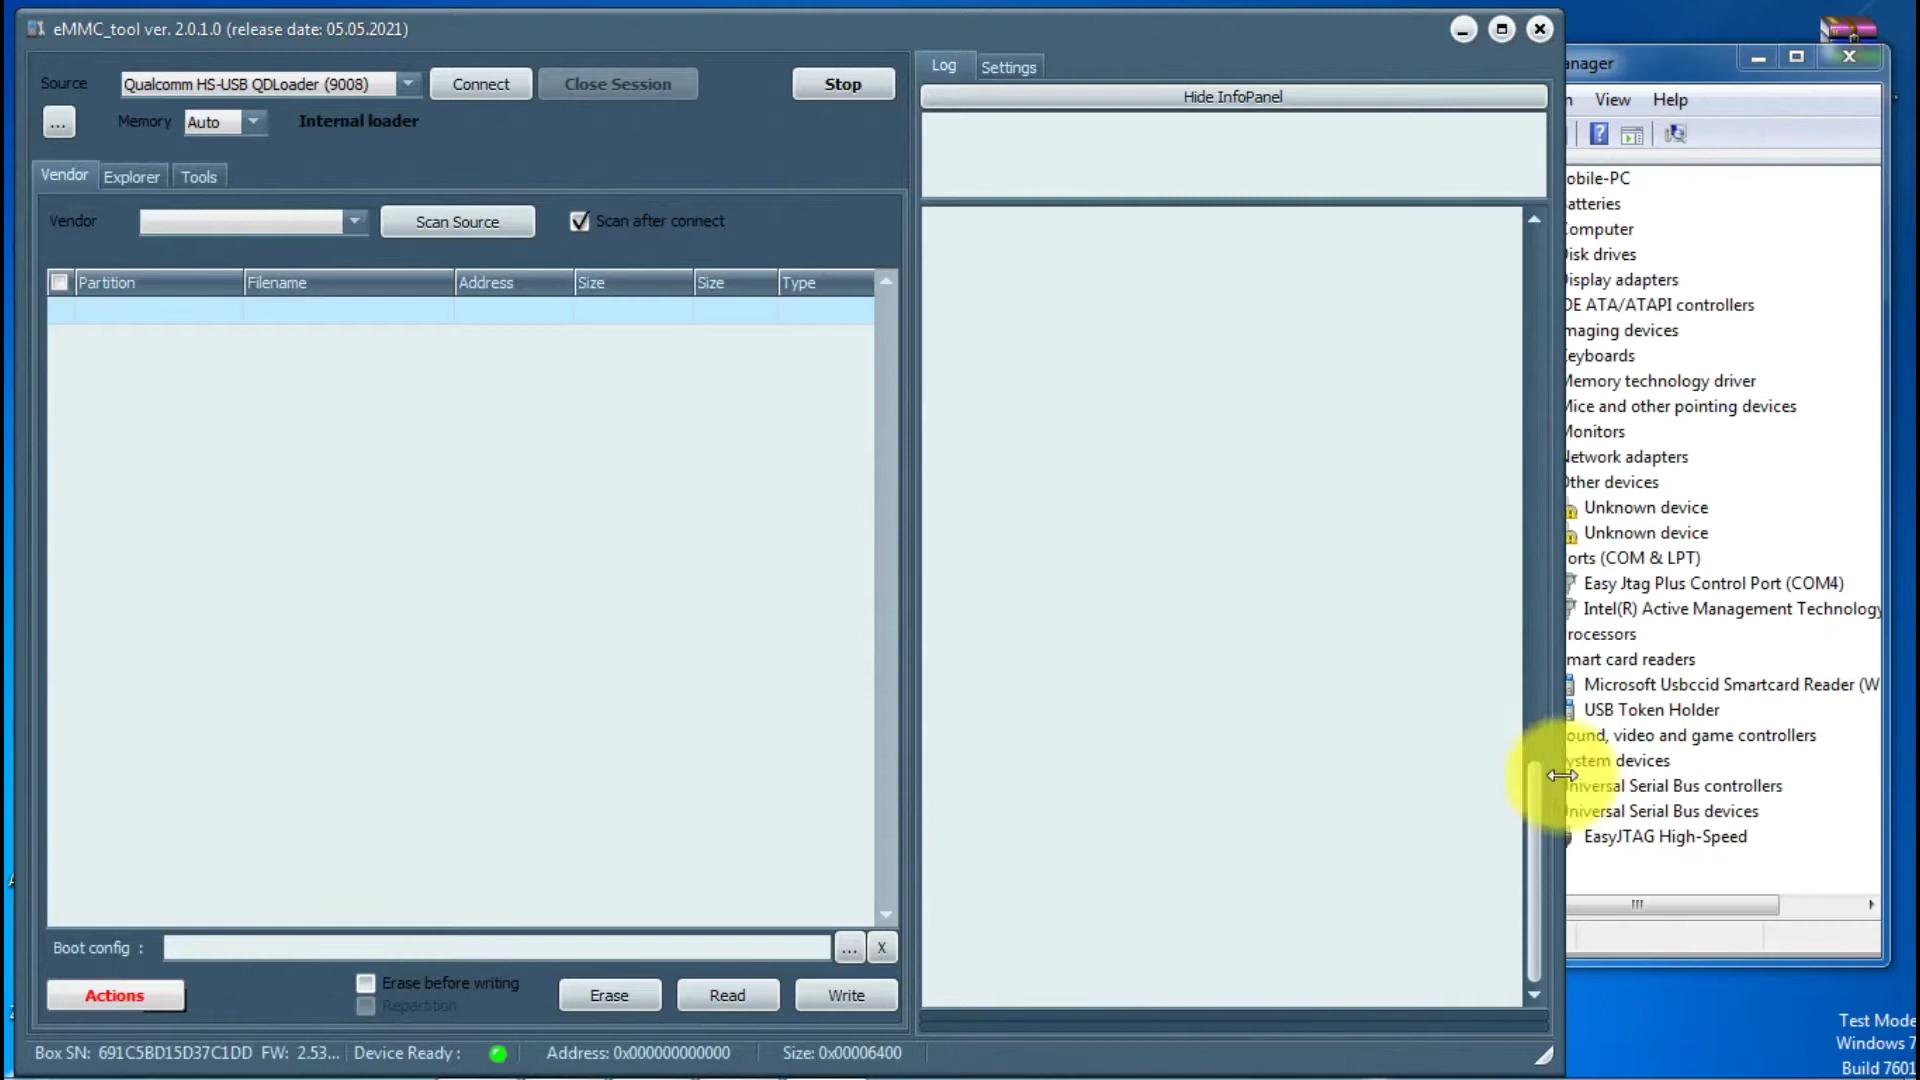 eMMC_tool ver. 2.0.1.0 (release date: 05.05.2021)
Source Qualcomm HS-USB QDLoader (9008) Connect Close Session Stop
... Memory Auto Internal loader
Vendor Explorer Tools
Vendor Scan Source Scan after connect
Partition Filename Address Size Size Type
Boot config : ... X
Actions Erase before writing Erase Read Write
Repartition
Box SN: 691C5BD15D37C1DD FW: 2.53... Device Ready : Address: 0x000000000000 Size: 0x00006400
Log Settings
Hide InfoPanel
anager
n View Help
obile-PC
atteries
omputer
isk drives
isplay adapters
DE ATA/ATAPI controllers
maging devices
eyboards
Memory technology driver
Mice and other pointing devices
Monitors
Network adapters
Other devices
Unknown device
Unknown device
orts (COM & LPT)
Easy Jtag Plus Control Port (COM4)
Intel(R) Active Management Technology
rocessors
mart card readers
Microsoft Usbccid Smartcard Reader (W
USB Token Holder
ound, video and game controllers
ystem devices
niversal Serial Bus controllers
niversal Serial Bus devices
EasyJTAG High-Speed
Test Mode
Windows 7
Build 7601